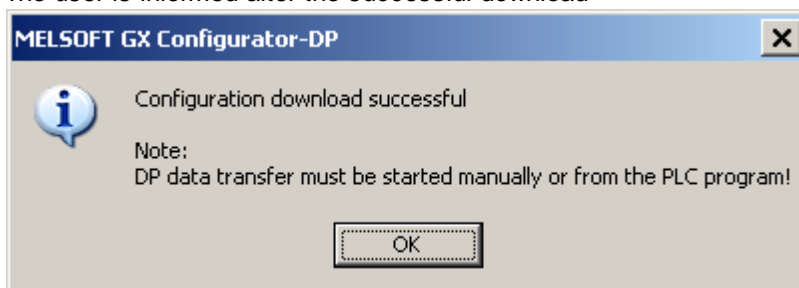 The user is informed after the successful download
MELSOFT GX Configurator-DP
Configuration download successful
Note:
DP data transfer must be started manually or from the PLC program!
OK